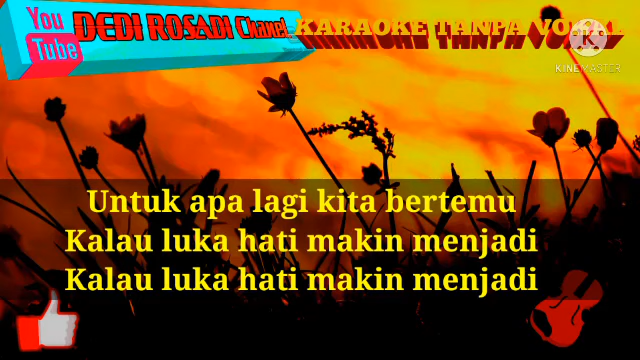 You
Tube
DEDI ROSADI Chanel
KARAOKE TANPA VOKAL
KINEMASTER
Untuk apa lagi kita bertemu
Kalau luka hati makin menjadi
Kalau luka hati makin menjadi